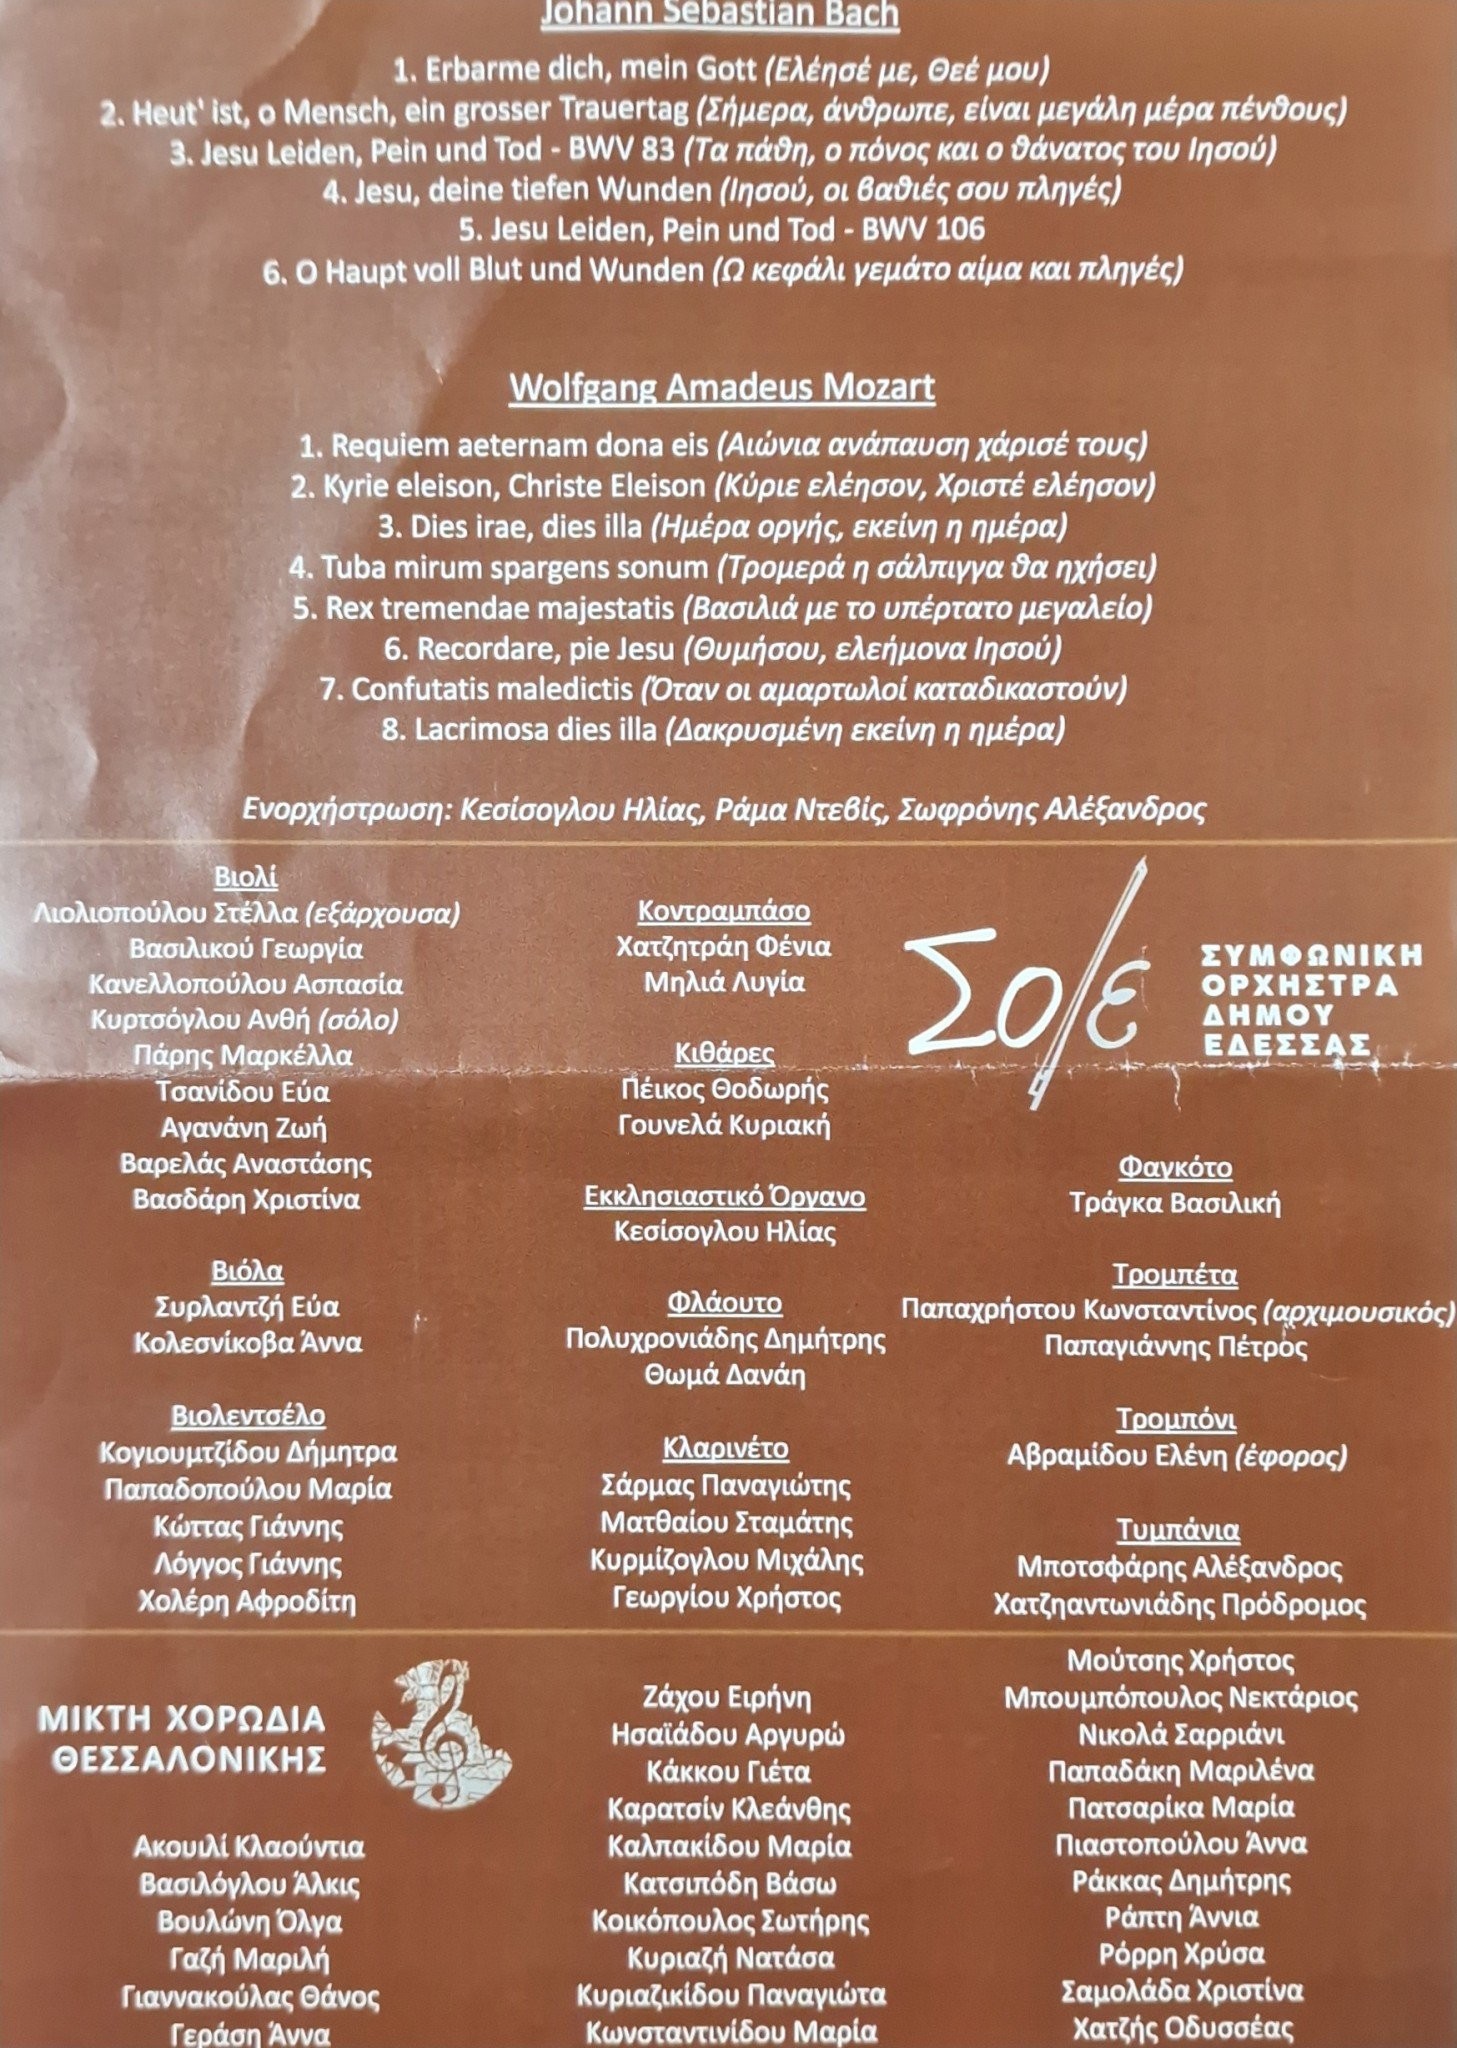 Johann Sebastian Bach
1. Erbarme dich, mein Gott (Ελέησέ με, Θεέ μου)
2. Heut' ist, o Mensch, ein grosser Trauertag (Σήμερα, άνθρωπε, είναι μεγάλη μέρα πένθους)
3. Jesu Leiden, Pein und Tod - BWV 83 (Τα πάθη, ο πόνος και ο θάνατος του Ιησού)
4. Jesu, deine tiefen Wunden (Ιησού, οι βαθιές σου πληγές)
5. Jesu Leiden, Pein und Tod - BWV 106
6. O Haupt voll Blut und Wunden (Ω κεφάλι γεμάτο αίμα και πληγές)
Wolfgang Amadeus Mozart
1. Requiem aeternam dona eis (Αιώνια ανάπαυση χάρισέ τους)
2. Kyrie eleison, Christe Eleison (Κύριε ελέησον, Χριστέ ελέησον)
3. Dies irae, dies illa (Ημέρα οργής, εκείνη η ημέρα)
4. Tuba mirum spargens sonum (Τρομερά η σάλπιγγα θα ηχήσει)
5. Rex tremendae majestatis (Βασιλιά με το υπέρτατο μεγαλείο)
6. Recordare, pie Jesu (Θυμήσου, ελεήμονα Ιησού)
7. Confutatis maledictis (Όταν οι αμαρτωλοί καταδικαστούν)
8. Lacrimosa dies illa (Δακρυσμένη εκείνη η ημέρα)
Ενορχήστρωση: Κεσίσογλου Ηλίας, Ράμα Ντεβίς, Σωφρόνης Αλέξανδρος
Βιολί
Λιολιοπούλου Στέλλα (εξάρχουσα)
Βασιλικού Γεωργία
Κανελλοπούλου Ασπασία
Κυρτσόγλου Ανθή (σόλο)
Πάρης Μαρκέλλα
Τσανίδου Εύα
Αγανάνη Ζωή
Βαρελάς Αναστάσης
Βασδάρη Χριστίνα
Βιόλα
Συρλαντζή Εύα
Κολεσνίκοβα Άννα
Βιολεντσέλο
Κογιουμτζίδου Δήμητρα
Παπαδοπούλου Μαρία
Κώττας Γιάννης
Λόγγος Γιάννης
Χολέρη Αφροδίτη
Κοντραμπάσο
Χατζητράη Φένια
Μηλιά Λυγία
Κιθάρες
Πέικος Θοδωρής
Γουνελά Κυριακή
Εκκλησιαστικό Όργανο
Κεσίσογλου Ηλίας
Φλάουτο
Πολυχρονιάδης Δημήτρης
Θωμά Δανάη
Κλαρινέτο
Σάρμας Παναγιώτης
Ματθαίου Σταμάτης
Κυρμίζογλου Μιχάλης
Γεωργίου Χρήστος
Σο/ε
ΣΥΜΦΩΝΙΚΗ
ΟΡΧΗΣΤΡΑ
ΔΗΜΟΥ
ΕΔΕΣΣΑΣ
Φαγκότο
Τράγκα Βασιλική
Τρομπέτα
Παπαχρήστου Κωνσταντίνος (αρχιμουσικός)
Παπαγιάννης Πέτρος
Τρομπόνι
Αβραμίδου Ελένη (έφορος)
Τυμπάνια
Μποτσφάρης Αλέξανδρος
Χατζηαντωνιάδης Πρόδρομος
ΜΙΚΤΗ ΧΟΡΩΔΙΑ
ΘΕΣΣΑΛΟΝΙΚΗΣ
Ακουιλί Κλαούντια
Βασιλόγλου Άλκις
Βουλώνη Όλγα
Γαζή Μαριλή
Γιαννακούλας Θάνος
Γεράση Άννα
Ζάχου Ειρήνη
Ησαϊάδου Αργυρώ
Κάκκου Γιέτα
Καρατσίν Κλεάνθης
Καλπακίδου Μαρία
Κατσιπόδη Βάσω
Κοικόπουλος Σωτήρης
Κυριαζή Νατάσα
Κυριαζικίδου Παναγιώτα
Κωνσταντινίδου Μαρία
Μούτσης Χρήστος
Μπουμπόπουλος Νεκτάριος
Νικολά Σαρριάνι
Παπαδάκη Μαριλένα
Πατσαρίκα Μαρία
Πιαστοπούλου Άννα
Ράκκας Δημήτρης
Ράπτη Άννια
Ρόρρη Χρύσα
Σαμολάδα Χριστίνα
Χατζής Οδυσσέας